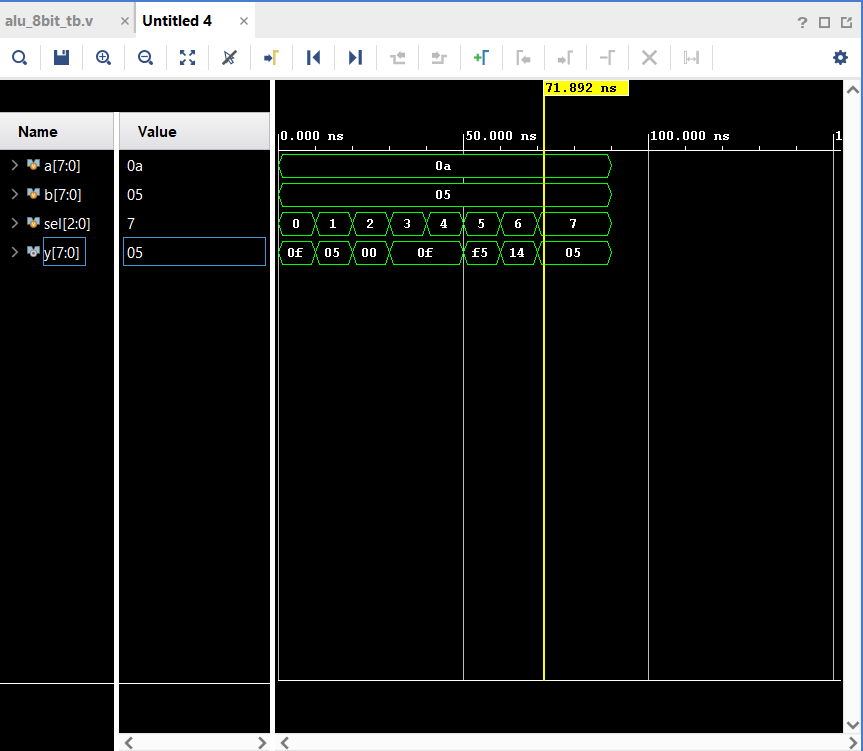 alu_8bit_tb.v × Untitled 4 × ?
71.892 ns
Name Value
0.000 ns 50.000 ns 100.000 ns 1
a[7:0] 0a 0a
b[7:0] 05 05
sel[2:0] 7 0 1 2 3 4 5 6 7
y[7:0] 05 0f 05 00 0f f5 14 05